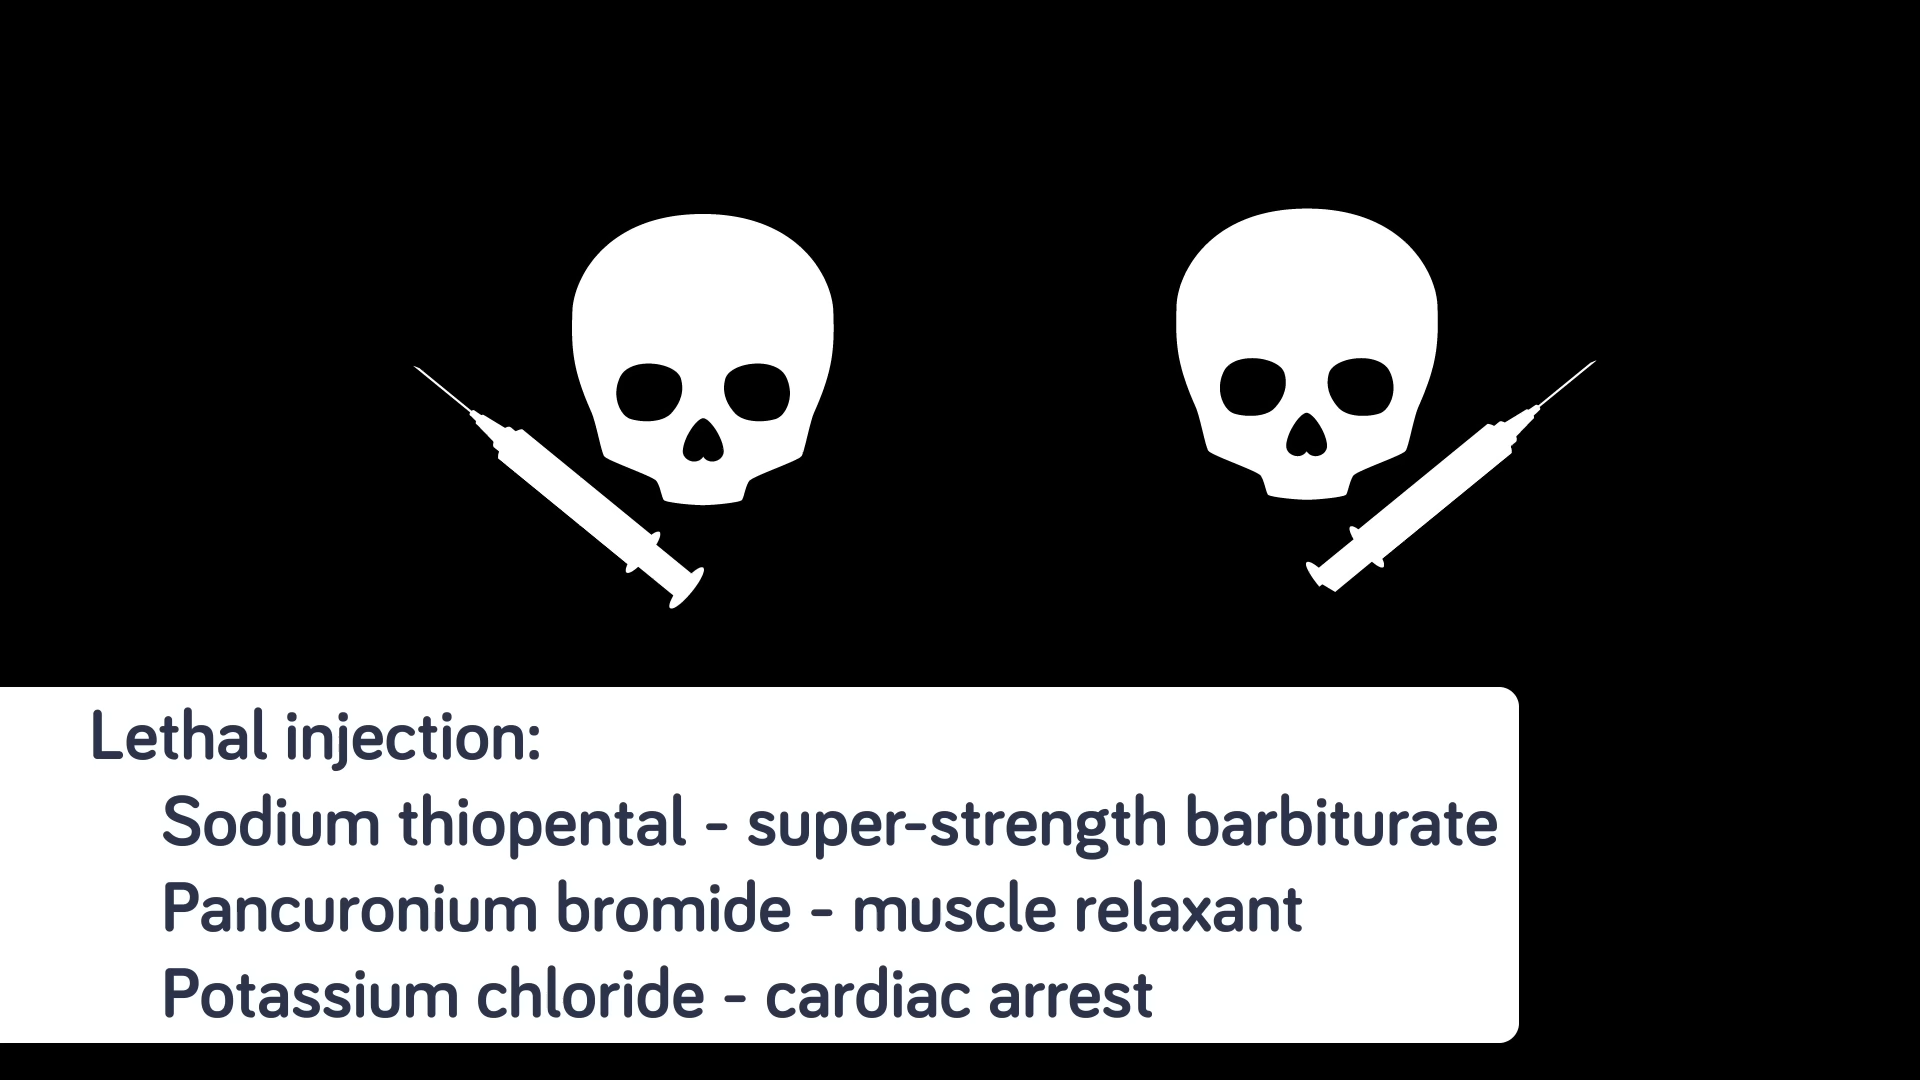 Lethal injection:
Sodium thiopental - super-strength barbiturate
Pancuronium bromide - muscle relaxant
Potassium chloride - cardiac arrest